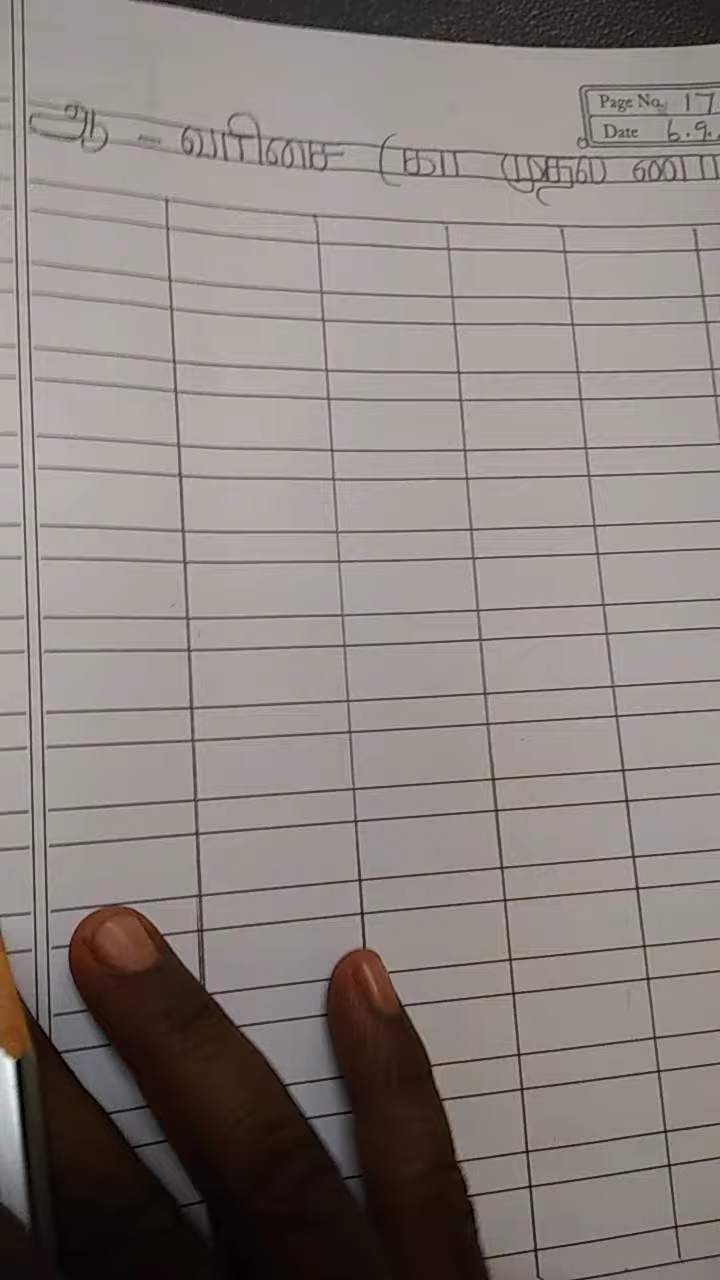 Page No. 17
Date 6.9.
ஆ - வரிசை (கா முதல்